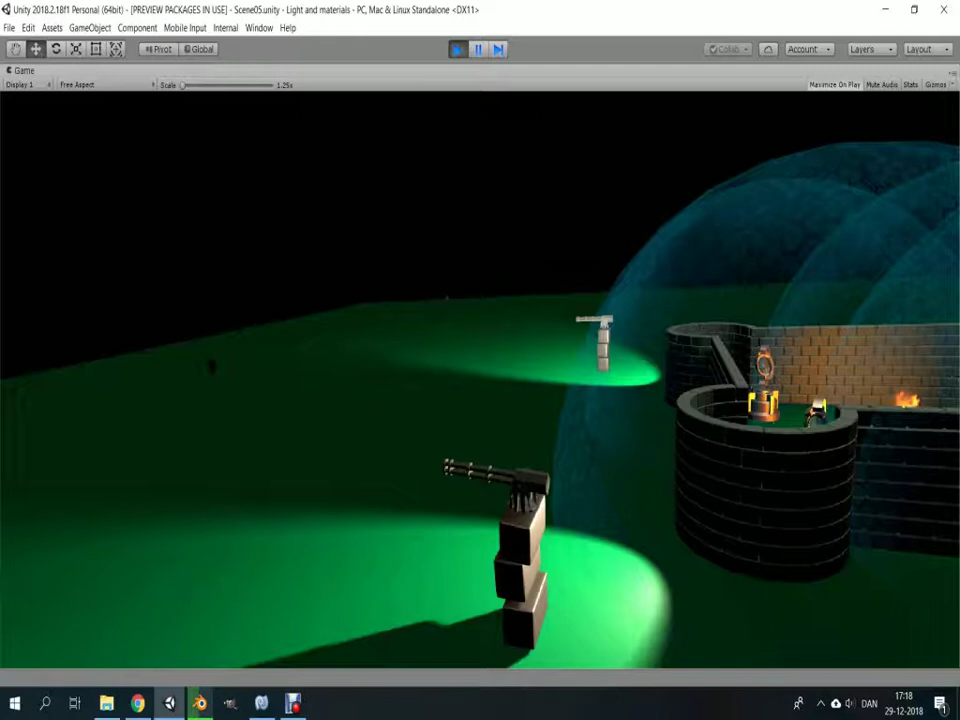 Unity 2018.2.18f1 Personal (64bit) - [PREVIEW PACKAGES IN USE] - Scene05.unity - Light and materials - PC, Mac & Linux Standalone <DX11>
File Edit Assets GameObject Component Mobile Input Internal Window Help
Pivot Global Collab Account Layers Layout
Game
Display 1 Free Aspect Scale 1.25x Maximize On Play Mute Audio Stats Gizmos
17:18
DAN
29-12-2018
1